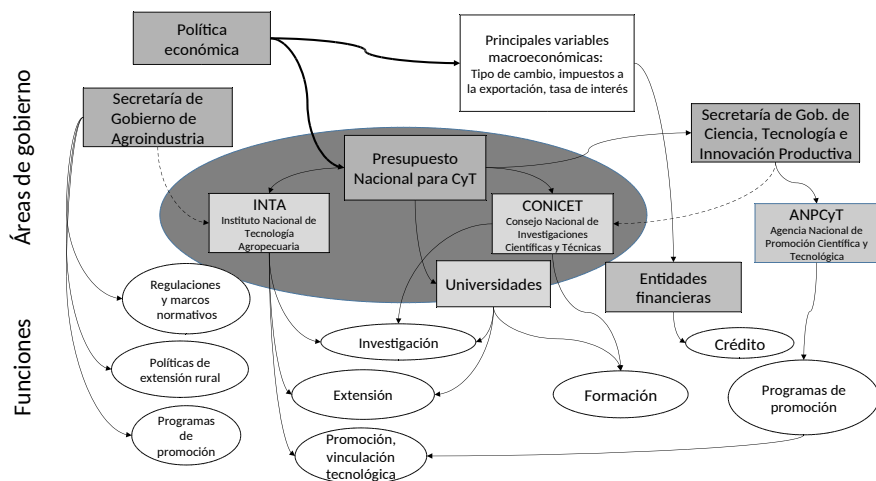 Política
económica
Principales variables
macroeconómicas:
Tipo de cambio, impuestos a
la exportación, tasa de interés
Áreas de gobierno
Secretaría de
Gobierno de
Agroindustria
Secretaría de Gob. de
Ciencia, Tecnología e
Innovación Productiva
Presupuesto
Nacional para CyT
INTA
Instituto Nacional de
Tecnología
Agropecuaria
CONICET
Consejo Nacional de
Investigaciones
Científicas y Técnicas
ANPCyT
Agencia Nacional de
Promoción Científica y
Tecnológica
Universidades
Entidades
financieras
Funciones
Regulaciones
y marcos
normativos
Investigación
Crédito
Políticas de
extensión rural
Extensión
Formación
Programas de
promoción
Programas
de
promoción
Promoción,
vinculación
tecnológica